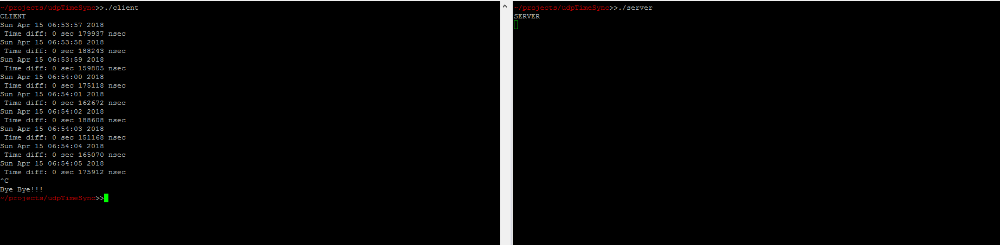 ~/projects/udpTimeSync>>./client
CLIENT
Sun Apr 15 06:53:57 2018
 Time diff: 0 sec 179937 nsec
Sun Apr 15 06:53:58 2018
 Time diff: 0 sec 188243 nsec
Sun Apr 15 06:53:59 2018
 Time diff: 0 sec 159805 nsec
Sun Apr 15 06:54:00 2018
 Time diff: 0 sec 175118 nsec
Sun Apr 15 06:54:01 2018
 Time diff: 0 sec 162672 nsec
Sun Apr 15 06:54:02 2018
 Time diff: 0 sec 188608 nsec
Sun Apr 15 06:54:03 2018
 Time diff: 0 sec 151168 nsec
Sun Apr 15 06:54:04 2018
 Time diff: 0 sec 165070 nsec
Sun Apr 15 06:54:05 2018
 Time diff: 0 sec 175912 nsec
^C
Bye Bye!!!
~/projects/udpTimeSync>>
~/projects/udpTimeSync>>./server
SERVER